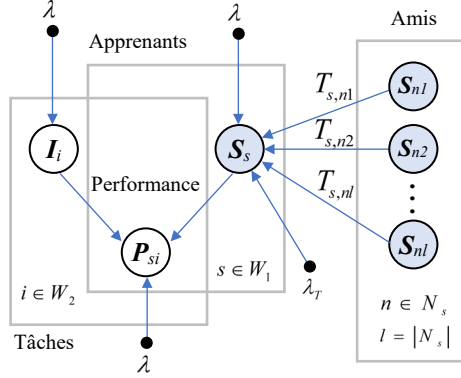 λ
λ
Amis
Apprenants
T_{s,n1}
S_{n1}
I_i
S_s
T_{s,n2}
S_{n2}
Performance
T_{s,nl}
P_{si}
S_{nl}
i ∈ W_2
s ∈ W_1
λ_T
n ∈ N_s
l = |N_s|
Tâches
λ